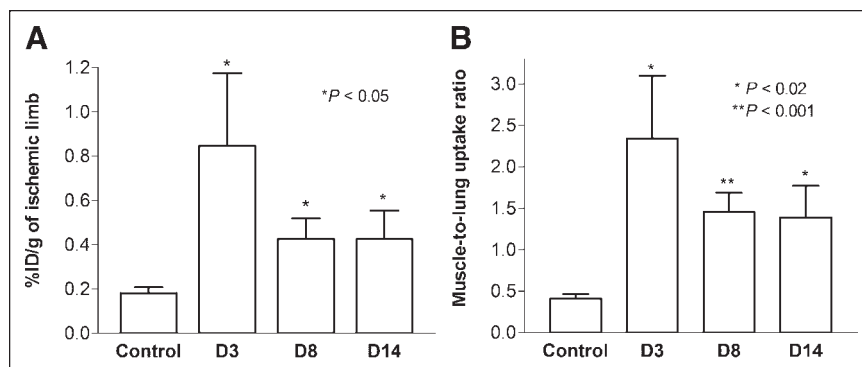 A
%ID/g of ischemic limb
1.2
1.0
0.8
0.6
0.4
0.2
0.0
*
*
*
*P < 0.05
Control D3 D8 D14
B
Muscle-to-lung uptake ratio
3.0
2.5
2.0
1.5
1.0
0.5
0.0
*
**
*
* P < 0.02
**P < 0.001
Control D3 D8 D14